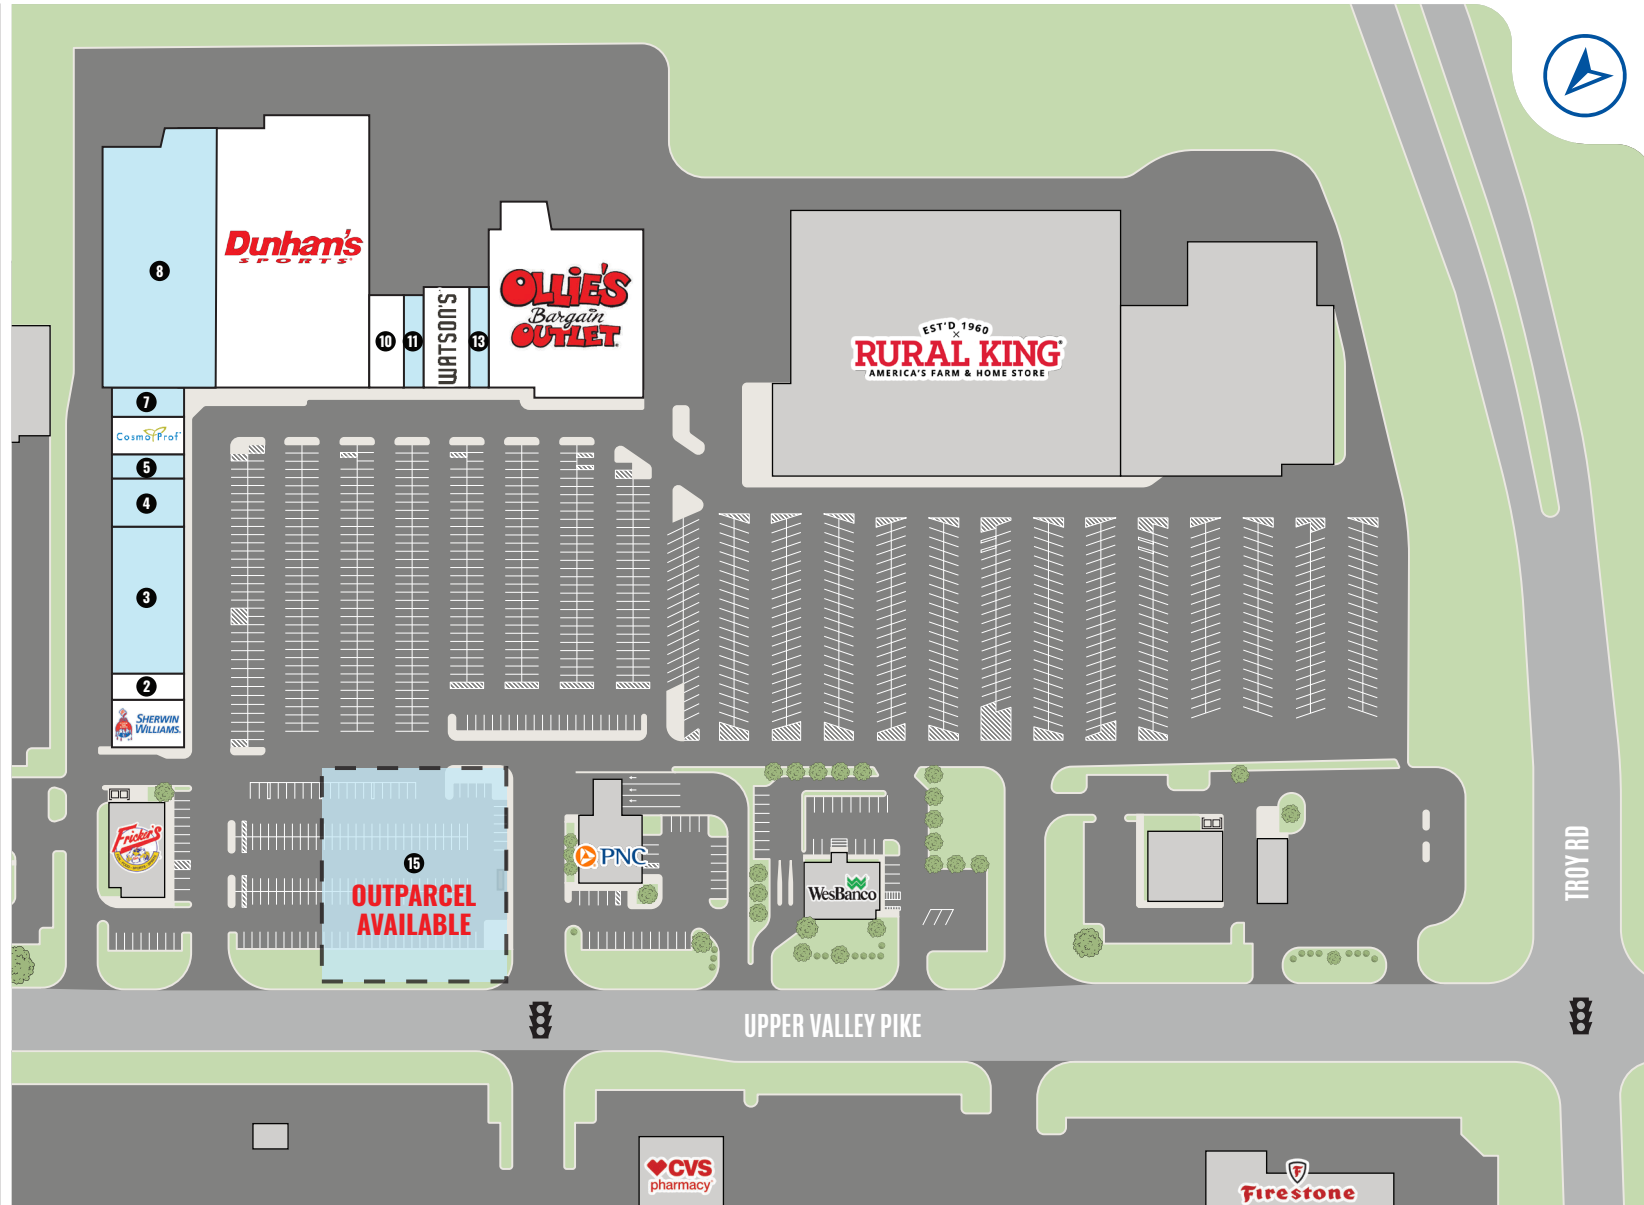 8
DUNHAM'S
SPORTS
10
11
WATSON'S
13
OLLIE'S
Bargain
OUTLET
EST'D 1960
RURAL KING
AMERICA'S FARM & HOME STORE
7
CosmoProf
5
4
3
2
SHERWIN
WILLIAMS.
Fricker's
15
OUTPARCEL
AVAILABLE
PNC
WesBanco
TROY RD
UPPER VALLEY PIKE
CVS
pharmacy
F
Firestone